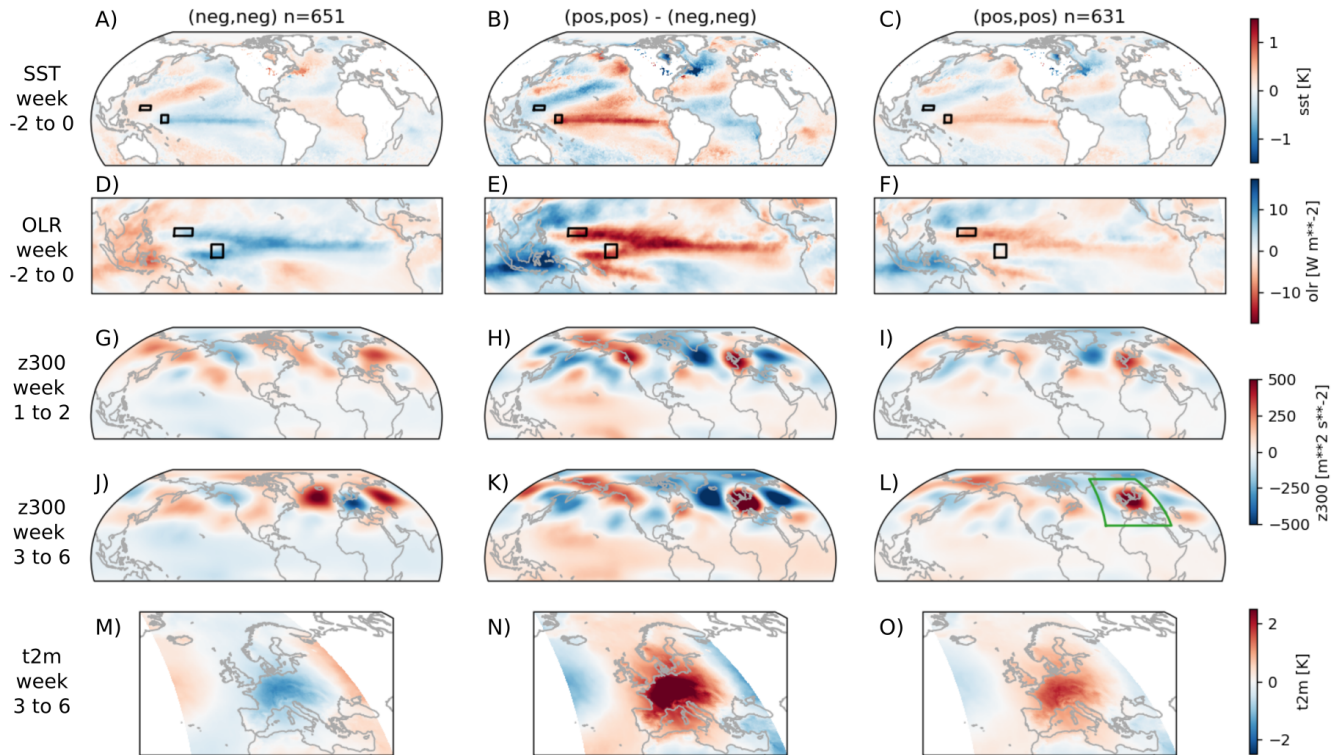 (neg,neg) n=651
(pos,pos) - (neg,neg)
(pos,pos) n=631
A)
B)
C)
SST
week
-2 to 0
1
0
−1
sst [K]
D)
E)
F)
OLR
week
-2 to 0
10
0
−10
olr [W m**-2]
G)
H)
I)
z300
week
1 to 2
J)
K)
L)
z300
week
3 to 6
500
250
0
−250
−500
z300 [m**2 s**-2]
M)
N)
O)
t2m
week
3 to 6
2
0
−2
t2m [K]